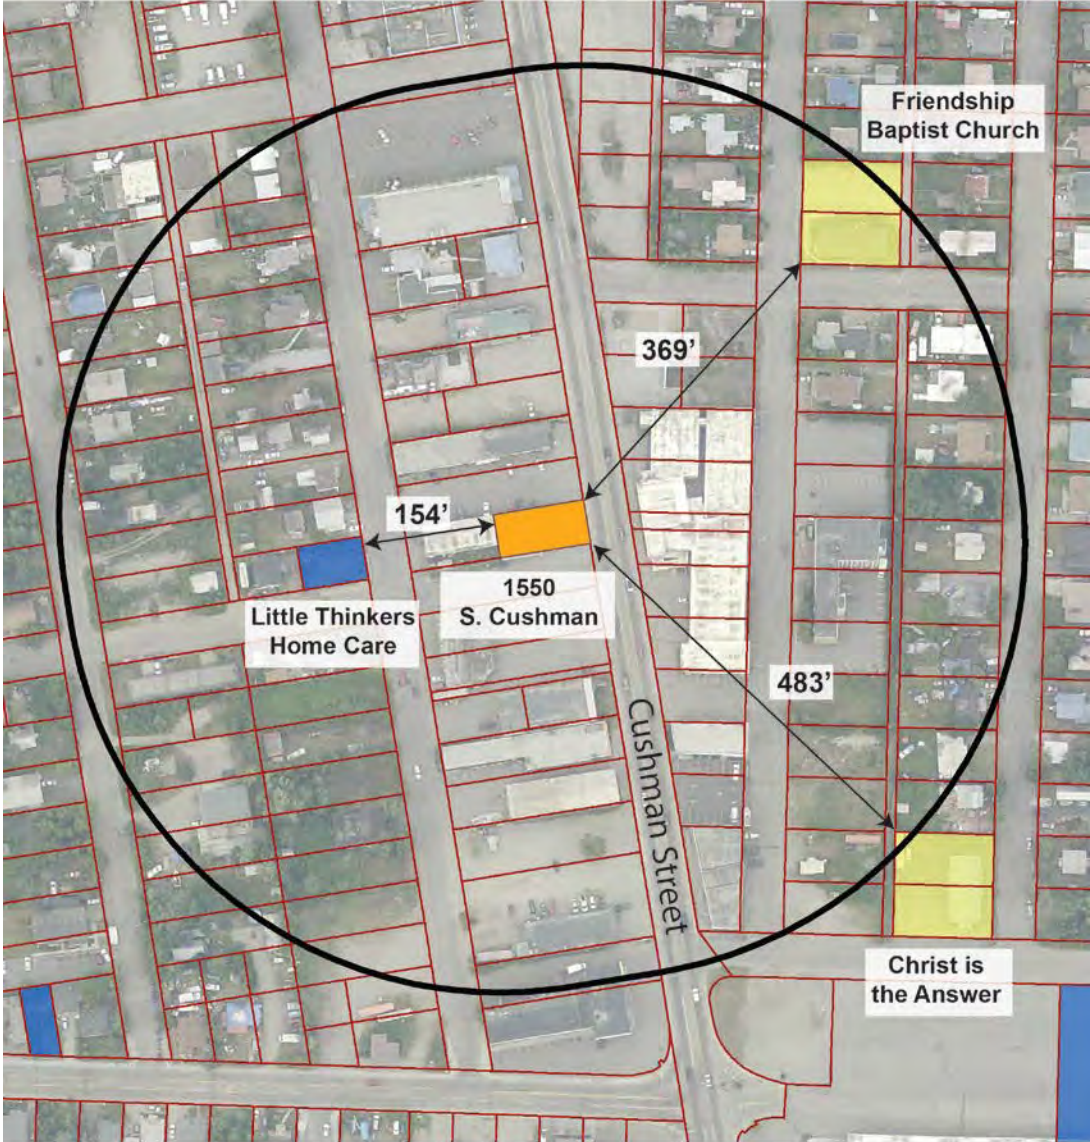 Friendship
Baptist Church
369’
154’
1550
S. Cushman
Little Thinkers
Home Care
483’
Cushman Street
Christ is
the Answer